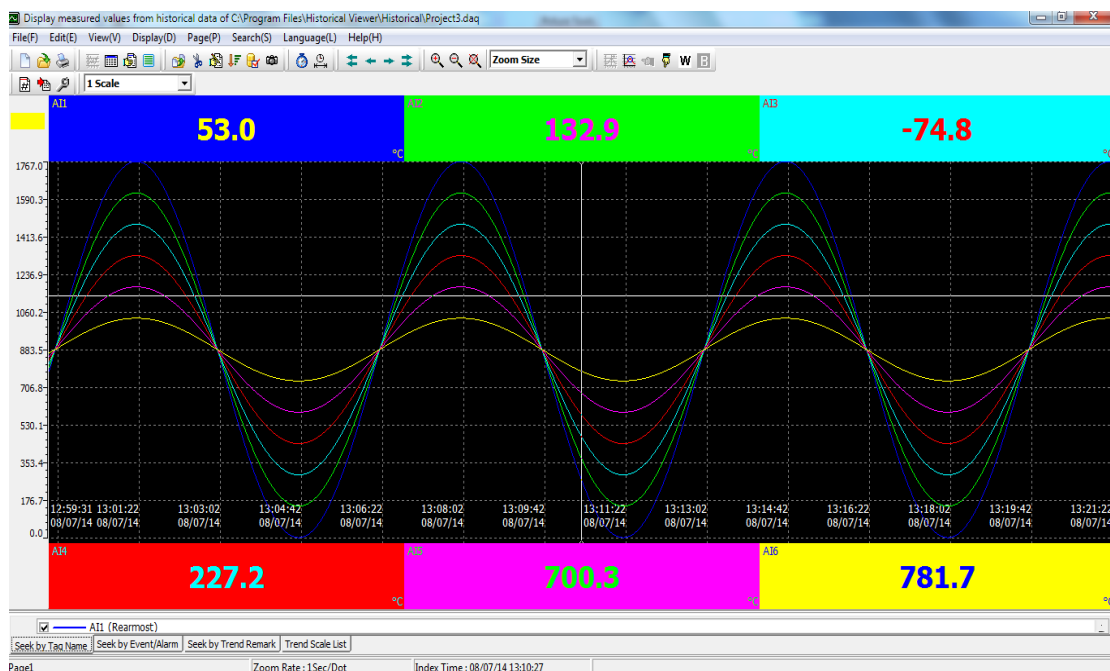 Display measured values from historical data of C:\Program Files\Historical Viewer\Historical\Project3.daq
File(F) Edit(E) View(V) Display(D) Page(P) Search(S) Language(L) Help(H)
Zoom Size W B
# 1 Scale
AI1 AI2 AI3
53.0 132.9 -74.8
°C °C °C
1767.0
1590.3
1413.6
1236.9
1060.2
883.5
706.8
530.1
353.4
176.7
12:59:31 13:01:22 13:03:02 13:04:42 13:06:22 13:08:02 13:09:42 13:11:22 13:13:02 13:14:42 13:16:22 13:18:02 13:19:42 13:21:22
08/07/14 08/07/14 08/07/14 08/07/14 08/07/14 08/07/14 08/07/14 08/07/14 08/07/14 08/07/14 08/07/14 08/07/14 08/07/14 08/07/14
0.0
AI4 AI5 AI6
227.2 700.3 781.7
°C °C °C
AI1 (Rearmost)
Seek by Tag Name Seek by Event/Alarm Seek by Trend Remark Trend Scale List
Page1 Zoom Rate : 1Sec/Dot Index Time : 08/07/14 13:10:27